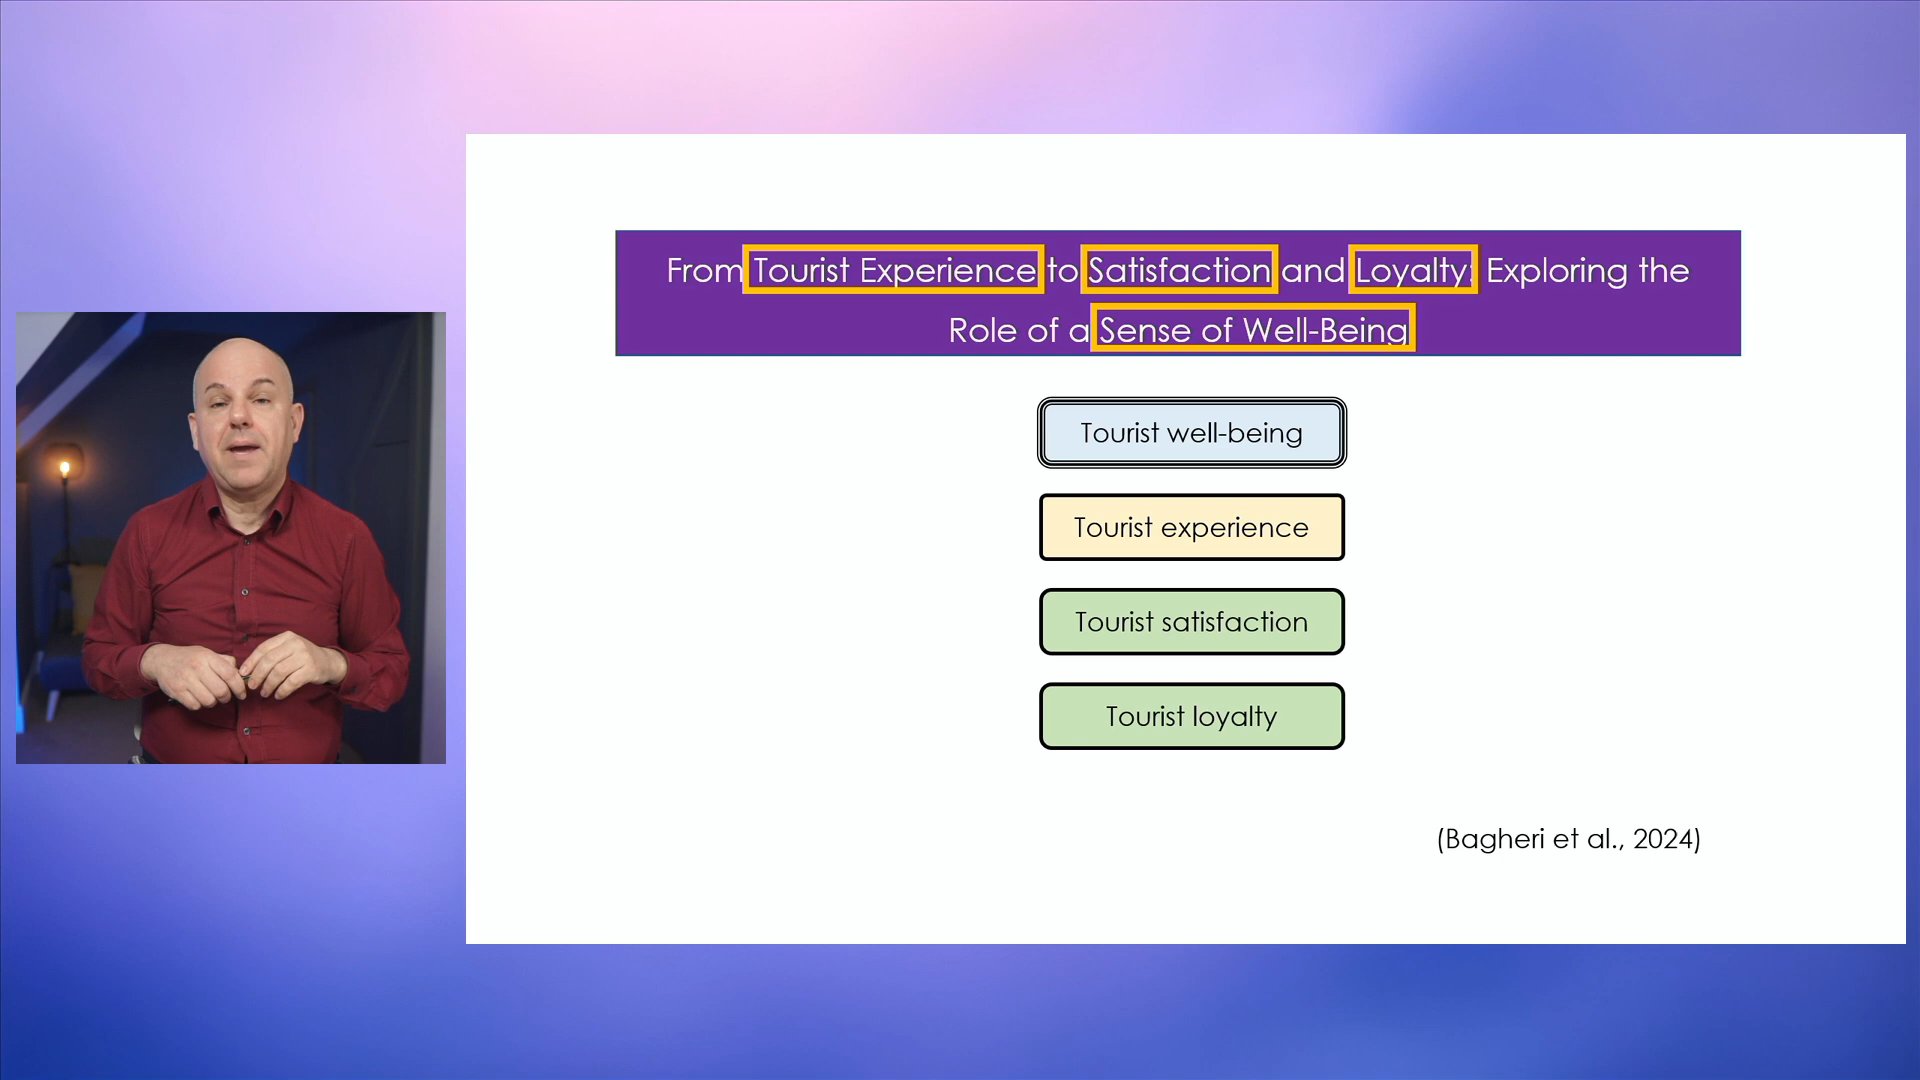 From Tourist Experience to Satisfaction and Loyalty: Exploring the
Role of a Sense of Well-Being
Tourist well-being
Tourist experience
Tourist satisfaction
Tourist loyalty
(Bagheri et al., 2024)